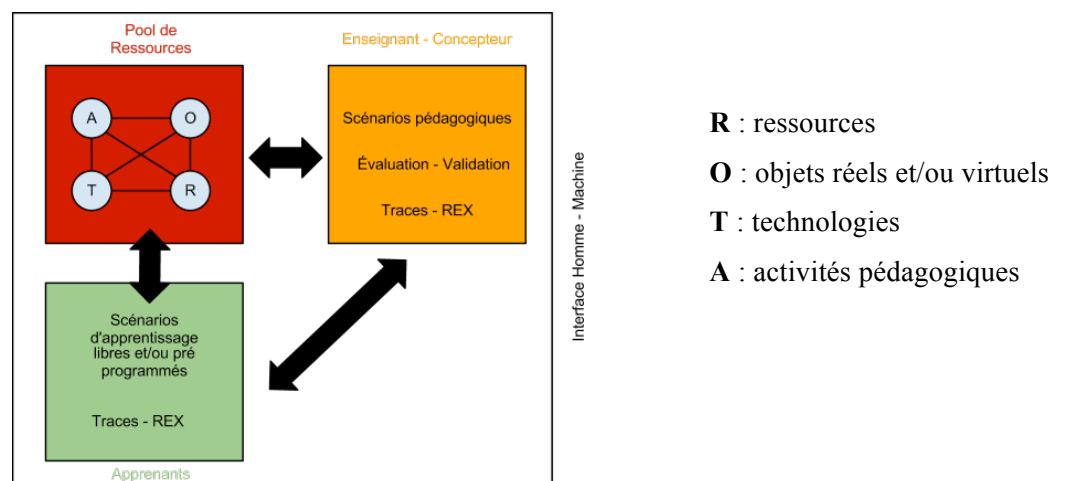 Pool de
Ressources
Enseignant - Concepteur
A
O
T
R
Scénarios pédagogiques
Évaluation - Validation
Traces - REX
Scénarios
d'apprentissage
libres et/ou pré
programmés
Traces - REX
Apprenants
Interface Homme - Machine
R : ressources
O : objets réels et/ou virtuels
T : technologies
A : activités pédagogiques